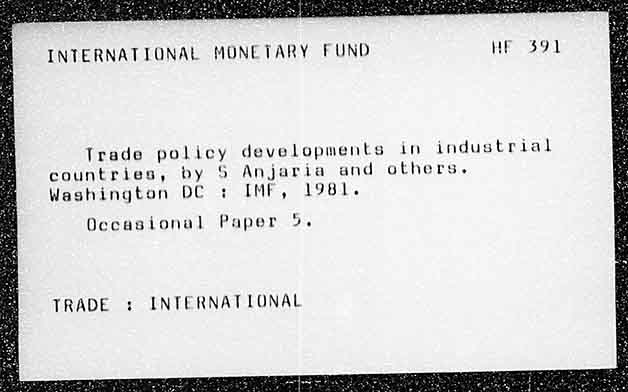 INTERNATIONAL MONETARY FUND HF 391
Trade policy developments in industrial
countries, by S Anjaria and others.
Washington DC : IMF, 1981.
Occasional Paper 5.
TRADE : INTERNATIONAL